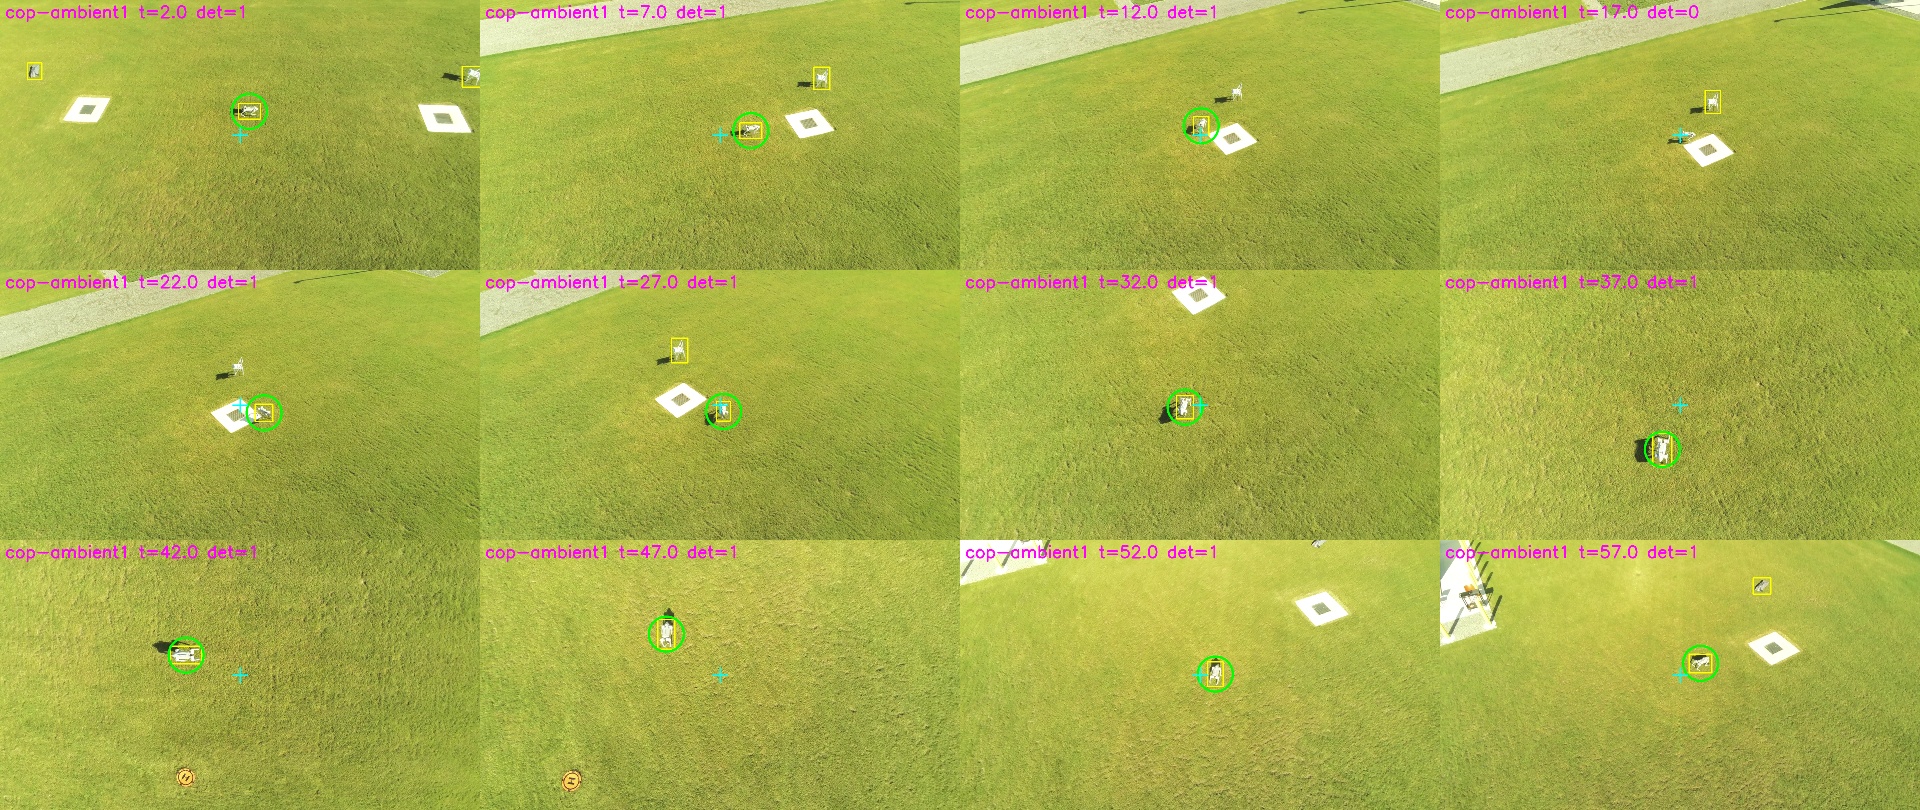 cop-ambient1 t=2.0 det=1
cop-ambient1 t=7.0 det=1
cop-ambient1 t=12.0 det=1
cop-ambient1 t=17.0 det=0
cop-ambient1 t=22.0 det=1
cop-ambient1 t=27.0 det=1
cop-ambient1 t=32.0 det=1
cop-ambient1 t=37.0 det=1
cop-ambient1 t=42.0 det=1
cop-ambient1 t=47.0 det=1
cop-ambient1 t=52.0 det=1
cop-ambient1 t=57.0 det=1